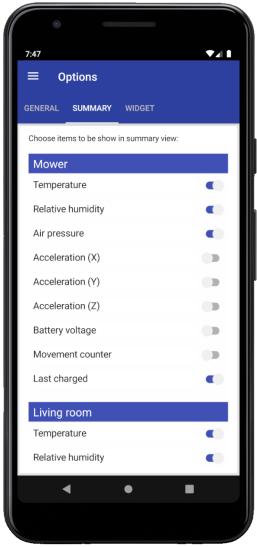 7:47
Options
GENERAL SUMMARY WIDGET
Choose items to be show in summary view:
Mower
Temperature
Relative humidity
Air pressure
Acceleration (X)
Acceleration (Y)
Acceleration (Z)
Battery voltage
Movement counter
Last charged
Living room
Temperature
Relative humidity